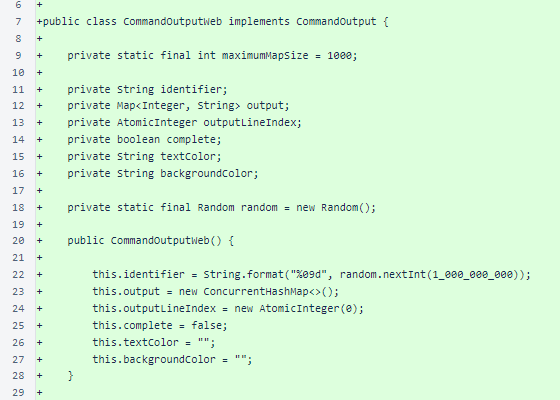 6 +
7 +public class CommandOutputWeb implements CommandOutput {
8 +
9 +    private static final int maximumMapSize = 1000;
10 +
11 +    private String identifier;
12 +    private Map<Integer, String> output;
13 +    private AtomicInteger outputLineIndex;
14 +    private boolean complete;
15 +    private String textColor;
16 +    private String backgroundColor;
17 +
18 +    private static final Random random = new Random();
19 +
20 +    public CommandOutputWeb() {
21 +
22 +        this.identifier = String.format("%09d", random.nextInt(1_000_000_000));
23 +        this.output = new ConcurrentHashMap<>();
24 +        this.outputLineIndex = new AtomicInteger(0);
25 +        this.complete = false;
26 +        this.textColor = "";
27 +        this.backgroundColor = "";
28 +    }
29 +